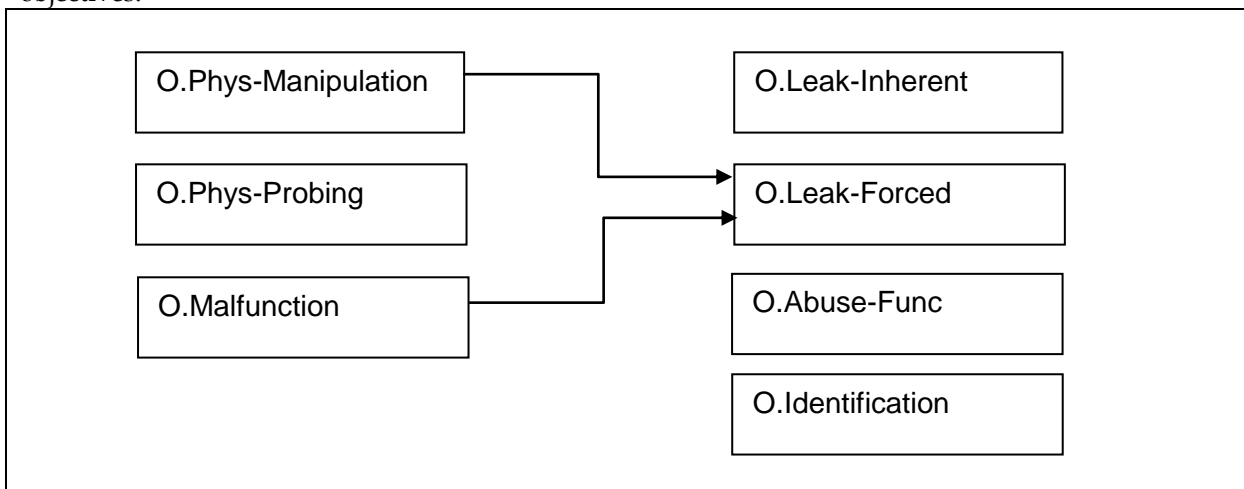 objectives.
O.Phys-Manipulation
O.Leak-Inherent
O.Phys-Probing
O.Leak-Forced
O.Malfunction
O.Abuse-Func
O.Identification